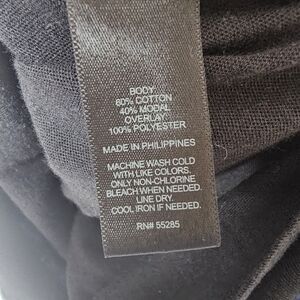 BODY
60% COTTON
40% MODAL
OVERLAY:
100% POLYESTER
MADE IN PHILIPPINES
MACHINE WASH COLD
WITH LIKE COLORS.
ONLY NON-CHLORINE
BLEACH WHEN NEEDED.
LINE DRY.
COOL IRON IF NEEDED.
RN# 55285